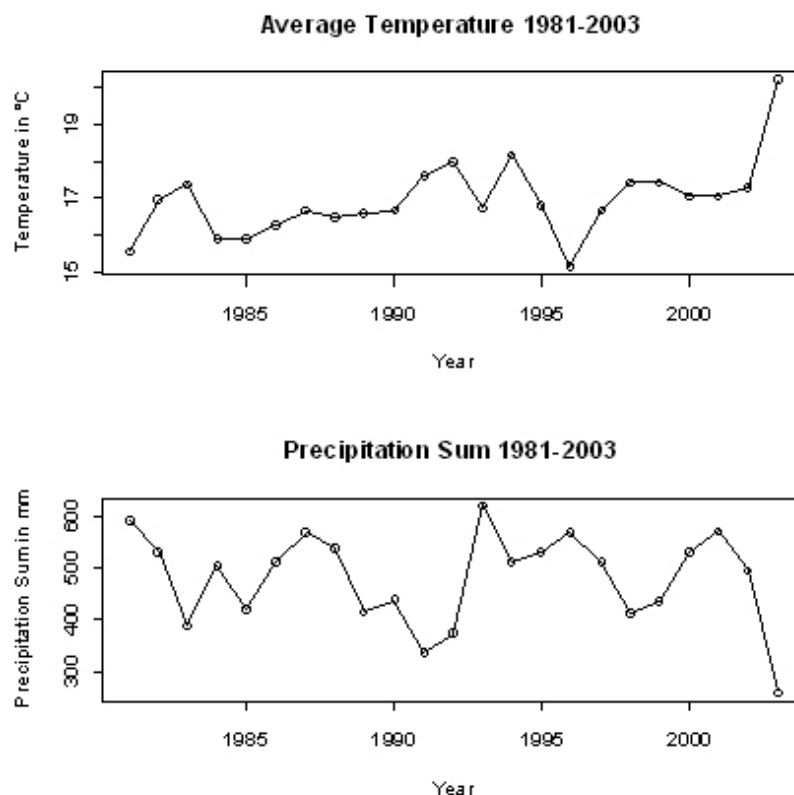 Average Temperature 1981-2003
Temperature in ºC
19
17
15
1985 1990 1995 2000
Year
Precipitation Sum 1981-2003
Precipitation Sum in mm
600
500
400
300
1985 1990 1995 2000
Year